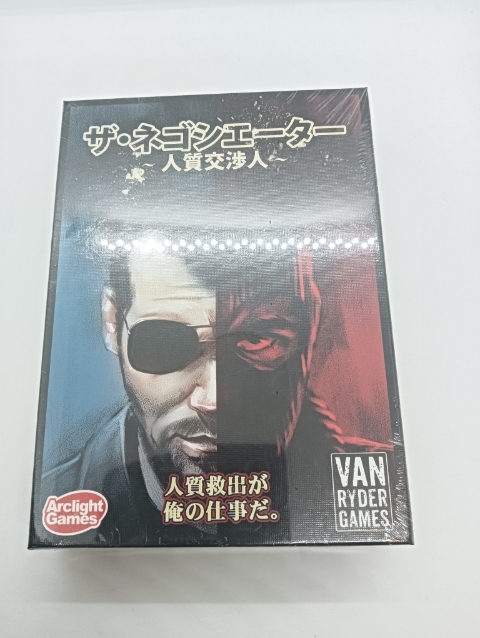 ザ・ネゴシエーター
~人質交渉人~
人質救出が
俺の仕事だ。
Arclight
Games
VAN
RYDER
GAMES